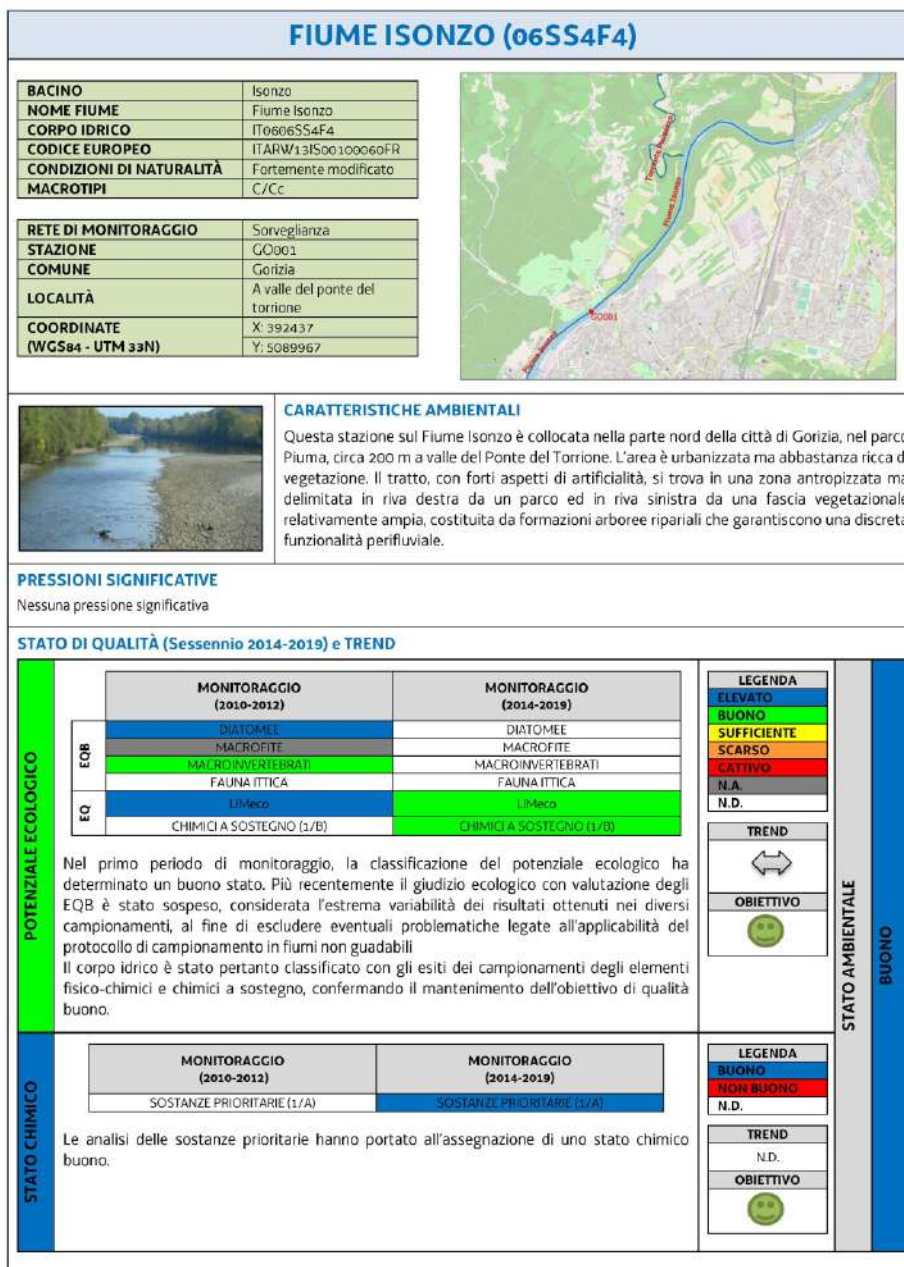 FIUME ISONZO (06SS4F4)
BACINO Isonzo
NOME FIUME Fiume Isonzo
CORPO IDRICO IT0606SS4F4
CODICE EUROPEO ITARW13IS00100060FR
CONDIZIONI DI NATURALITÀ Fortemente modificato
MACROTIPI C/Cc
RETE DI MONITORAGGIO Sorveglianza
STAZIONE GO001
COMUNE Gorizia
LOCALITÀ A valle del ponte del
torrione
COORDINATE X: 392437
(WGS84 - UTM 33N) Y: 5089967
Fiume Isonzo
GO001
Fiume Isonzo
CARATTERISTICHE AMBIENTALI
Questa stazione sul Fiume Isonzo è collocata nella parte nord della città di Gorizia, nel parco
Piuma, circa 200 m a valle del Ponte del Torrione. L'area è urbanizzata ma abbastanza ricca d
vegetazione. Il tratto, con forti aspetti di artificialità, si trova in una zona antropizzata ma
delimitata in riva destra da un parco ed in riva sinistra da una fascia vegetazionale
relativamente ampia, costituita da formazioni arboree ripariali che garantiscono una discreta
funzionalità perifluviale.
PRESSIONI SIGNIFICATIVE
Nessuna pressione significativa
STATO DI QUALITÀ (Sessennio 2014-2019) e TREND
POTENZIALE ECOLOGICO
MONITORAGGIO
(2010-2012)
MONITORAGGIO
(2014-2019)
EQB
DIATOMEE DIATOMEE
MACROFITE MACROFITE
MACROINVERTEBRATI MACROINVERTEBRATI
FAUNA ITTICA FAUNA ITTICA
EQ
LIMeco LIMeco
CHIMICI A SOSTEGNO (1/B) CHIMICI A SOSTEGNO (1/B)
Nel primo periodo di monitoraggio, la classificazione del potenziale ecologico ha
determinato un buono stato. Più recentemente il giudizio ecologico con valutazione degli
EQB è stato sospeso, considerata l'estrema variabilità dei risultati ottenuti nei diversi
campionamenti, al fine di escludere eventuali problematiche legate all'applicabilità del
protocollo di campionamento in fiumi non guadabili
Il corpo idrico è stato pertanto classificato con gli esiti dei campionamenti degli elementi
fisico-chimici e chimici a sostegno, confermando il mantenimento dell'obiettivo di qualità
buono.
LEGENDA
ELEVATO
BUONO
SUFFICIENTE
SCARSO
CATTIVO
N.A.
N.D.
TREND
OBIETTIVO
STATO AMBIENTALE
BUONO
STATO CHIMICO
MONITORAGGIO
(2010-2012)
MONITORAGGIO
(2014-2019)
SOSTANZE PRIORITARIE (1/A) SOSTANZE PRIORITARIE (1/A)
Le analisi delle sostanze prioritarie hanno portato all'assegnazione di uno stato chimico
buono.
LEGENDA
BUONO
NON BUONO
N.D.
TREND
N.D.
OBIETTIVO